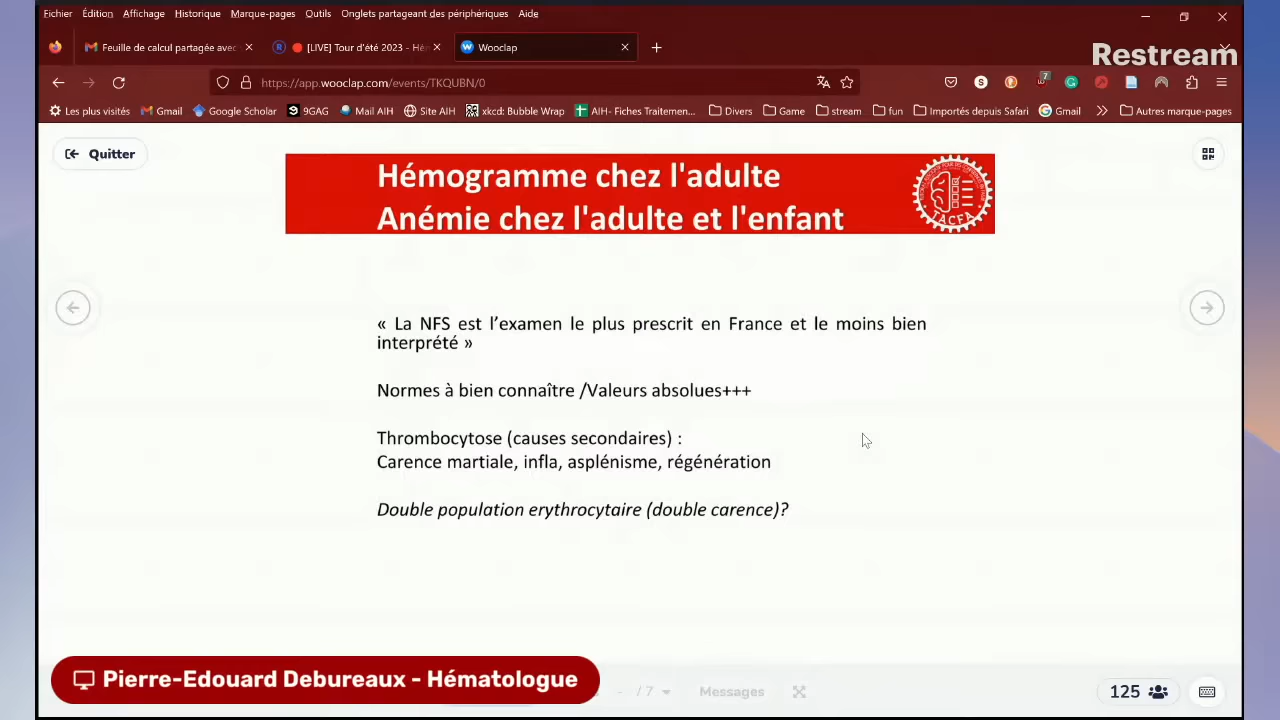 Fichier Édition Affichage Historique Marque-pages Outils Onglets partageant des périphériques Aide
Feuille de calcul partagée avec
[LIVE] Tour d'été 2023 - Hé
Wooclap
Restream
https://app.wooclap.com/events/TKQUBN/0
S
7
Les plus visités Gmail Google Scholar 9GAG Mail AIH Site AIH xkcd: Bubble Wrap AIH- Fiches Traitemen... Divers Game stream fun Importés depuis Safari Gmail Autres marque-pages
Quitter
Hémogramme chez l'adulte
Anémie chez l'adulte et l'enfant
TACFA
« La NFS est l’examen le plus prescrit en France et le moins bien
interprété »
Normes à bien connaître /Valeurs absolues+++
Thrombocytose (causes secondaires) :
Carence martiale, infla, asplénisme, régénération
Double population erythrocytaire (double carence)?
Pierre-Edouard Debureaux - Hématologue
- / 7
Messages
125